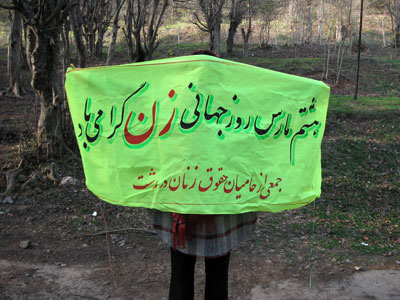 هشتم مارس روز جهانی زن گرامی باد
جمعی از حامیان حقوق زنان در رشت